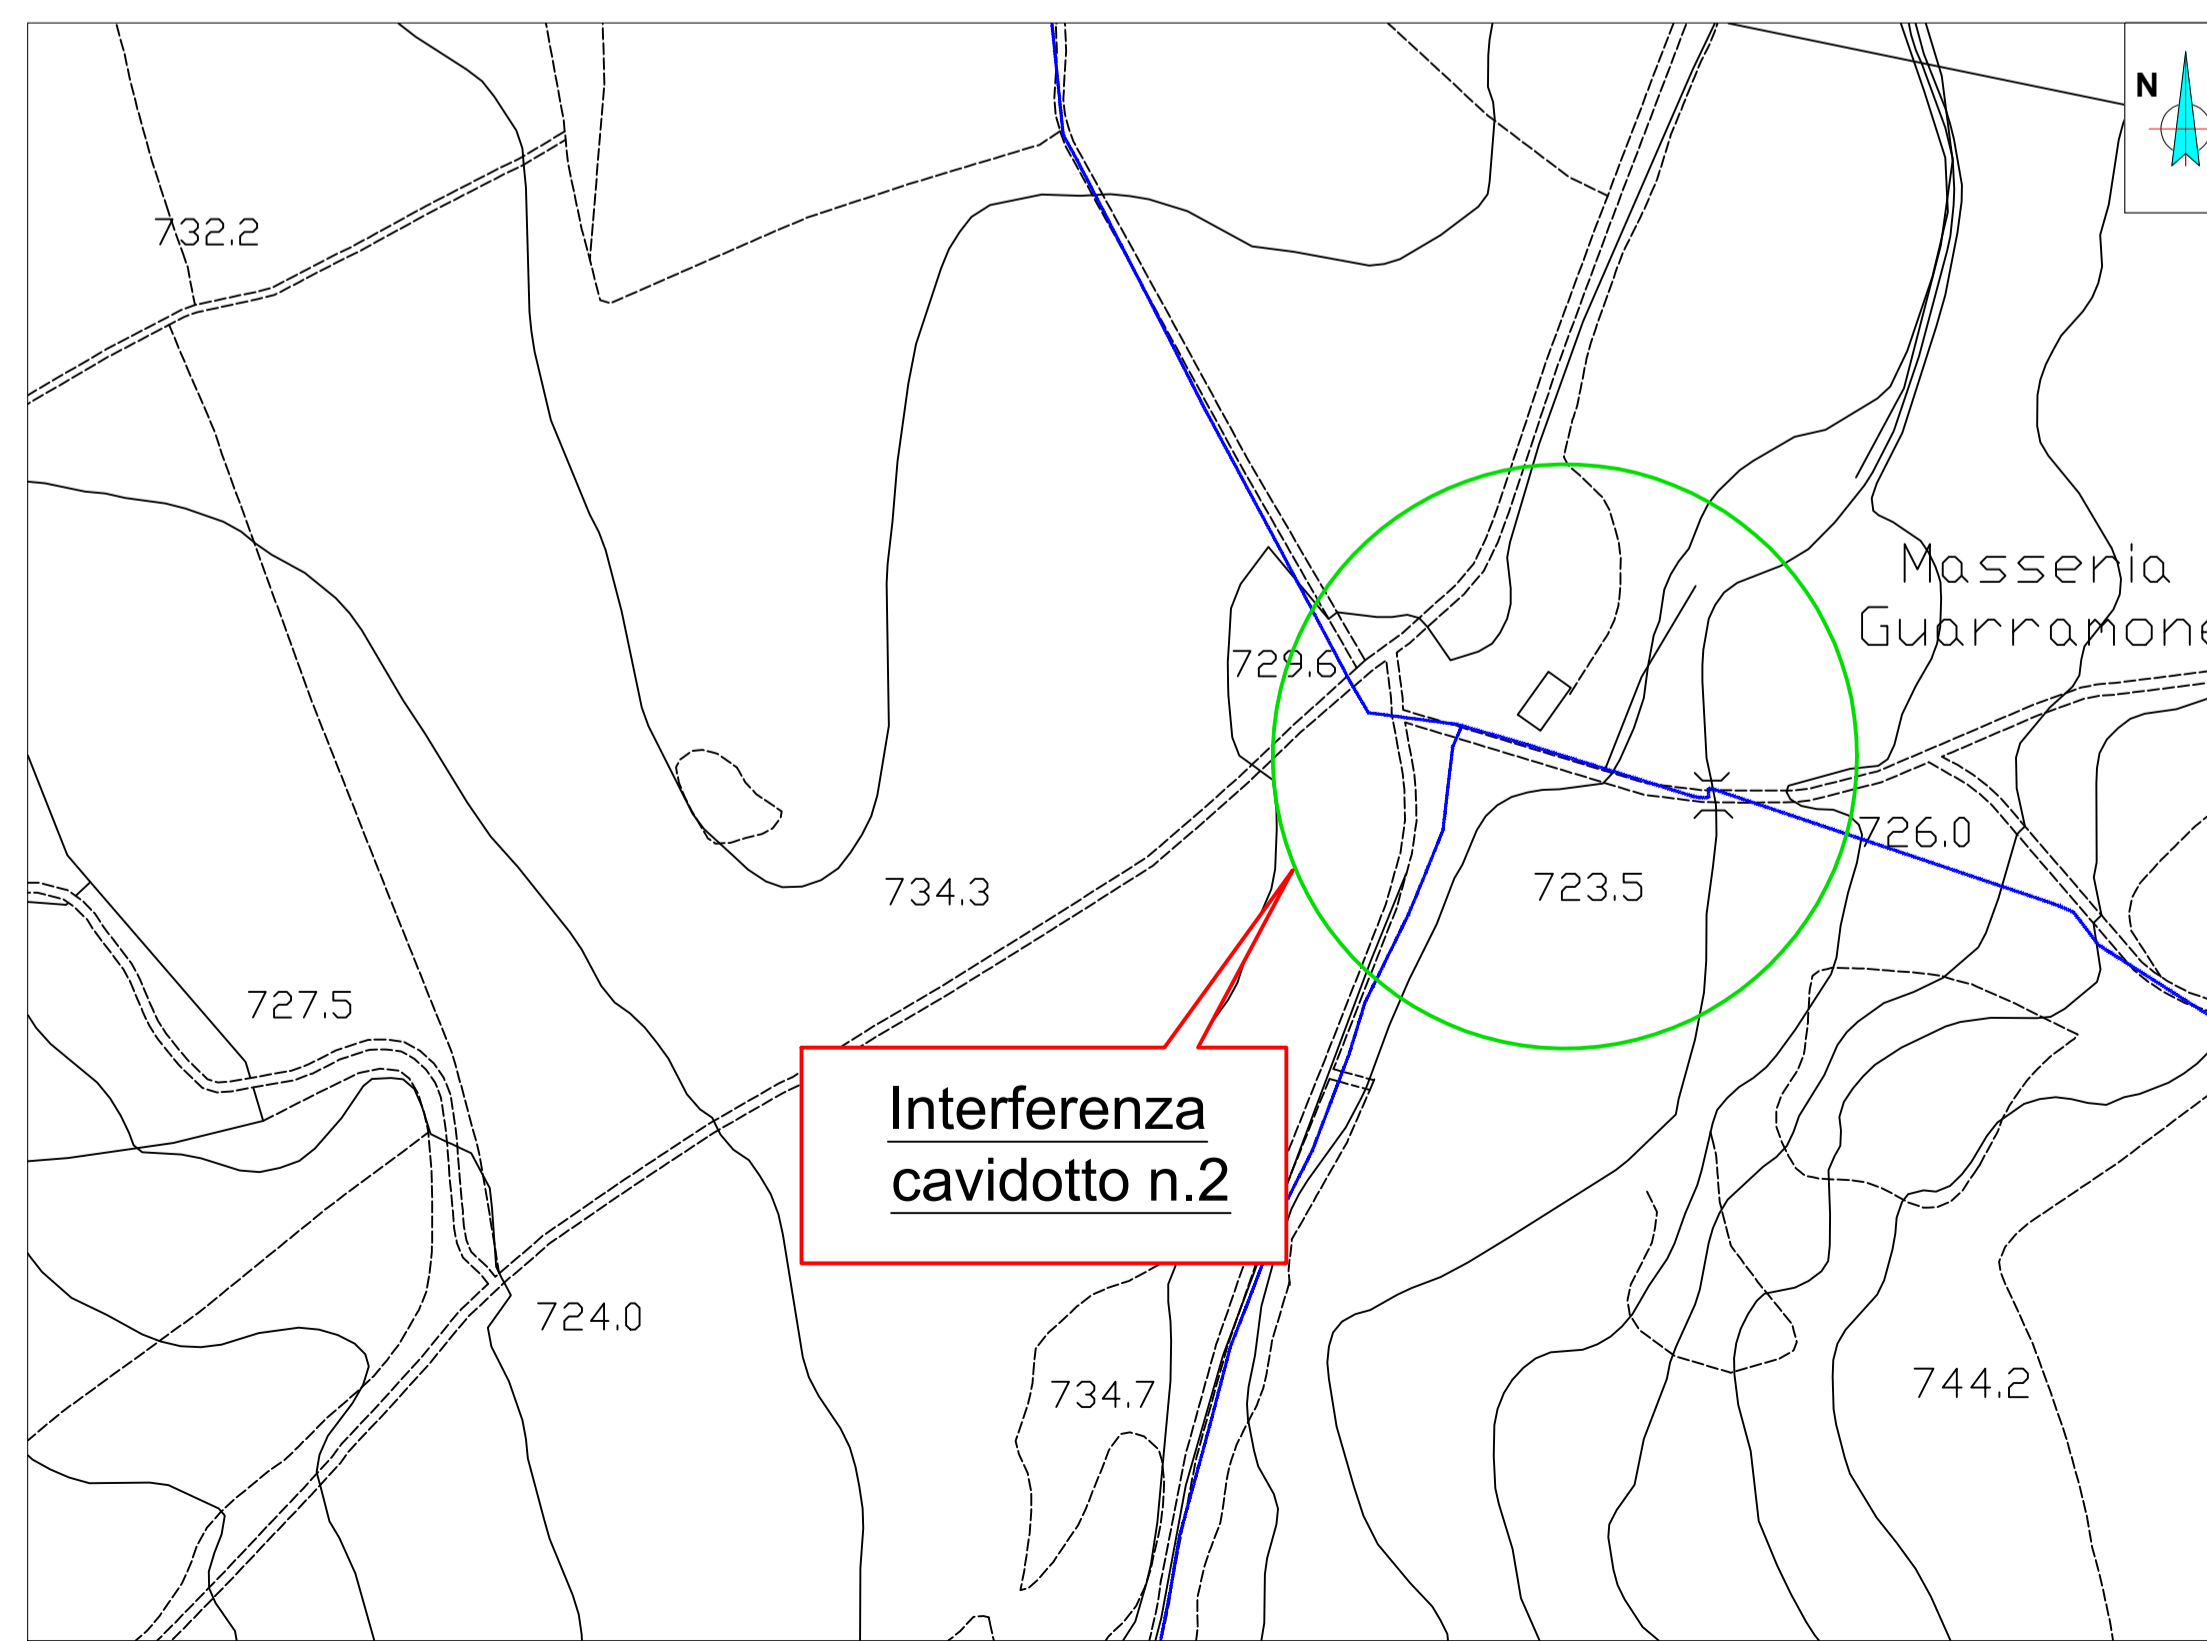 N
732.2
Masseria
Guarramone
729.6
726.0
734.3
723.5
727.5
Interferenza
cavidotto n.2
724.0
734.7
744.2